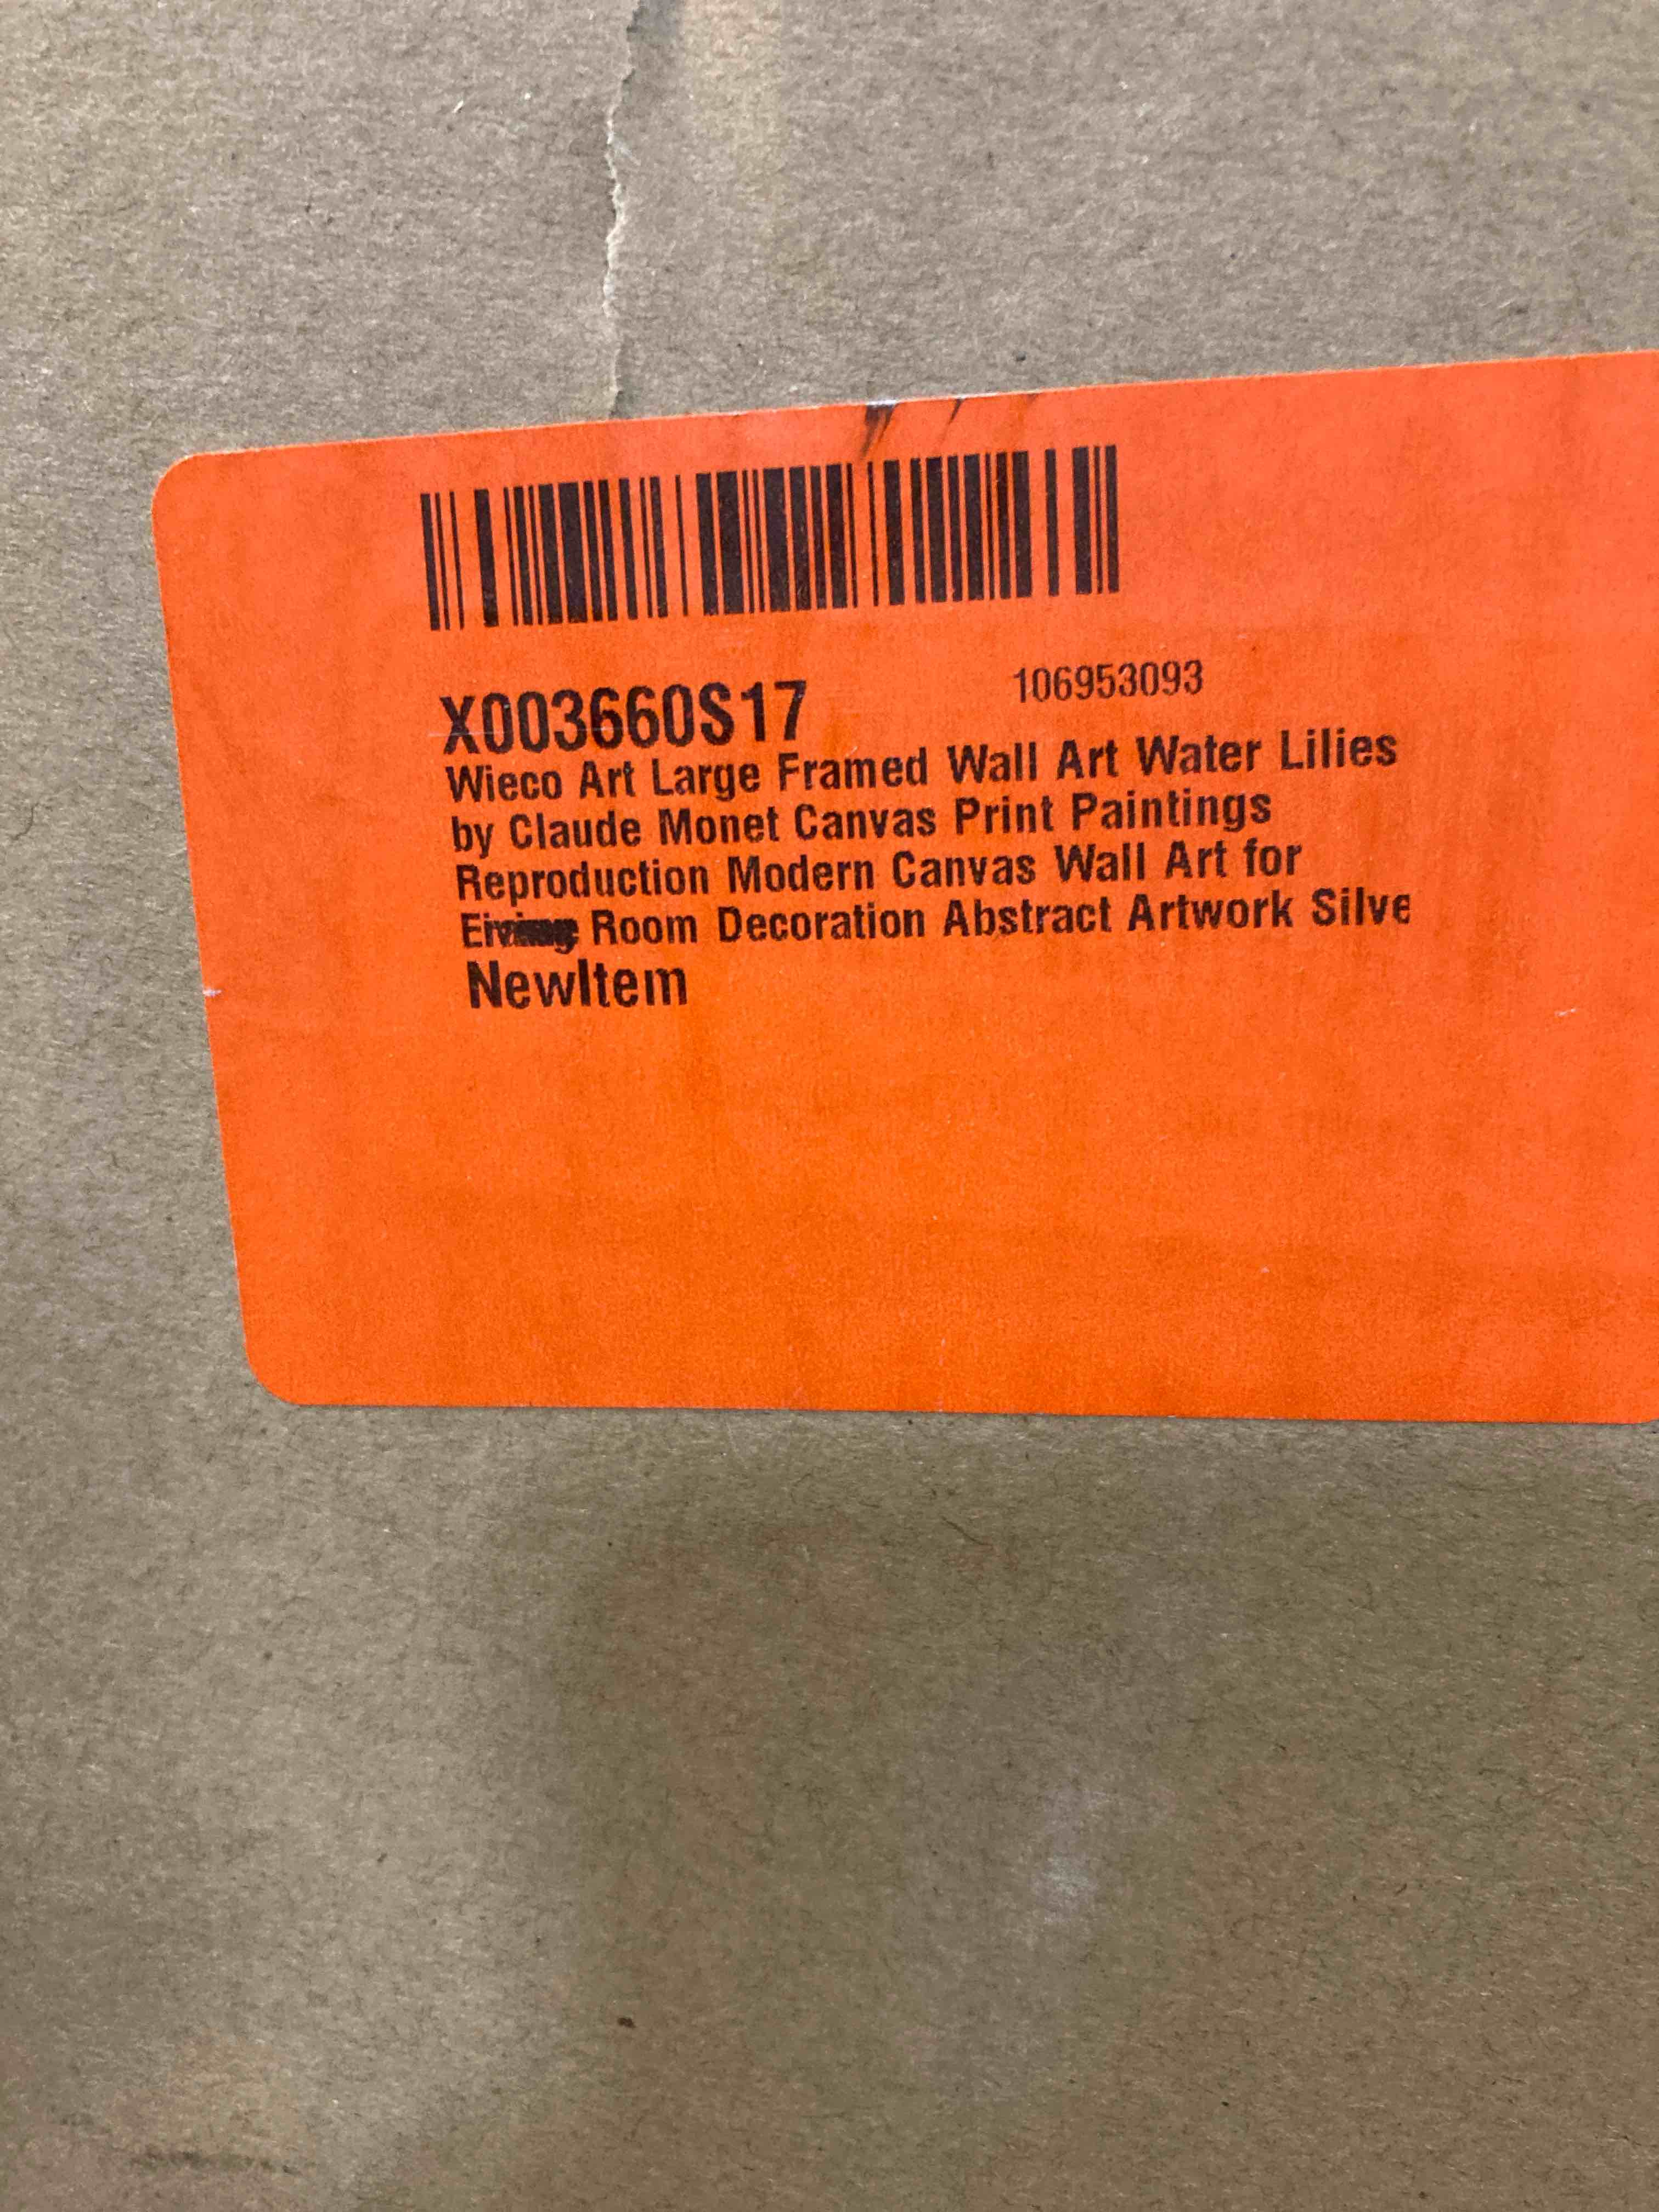 X003660S17 106953093
Wieco Art Large Framed Wall Art Water Lilies
by Claude Monet Canvas Print Paintings
Reproduction Modern Canvas Wall Art for
Room Decoration Abstract Artwork Silve
NewItem